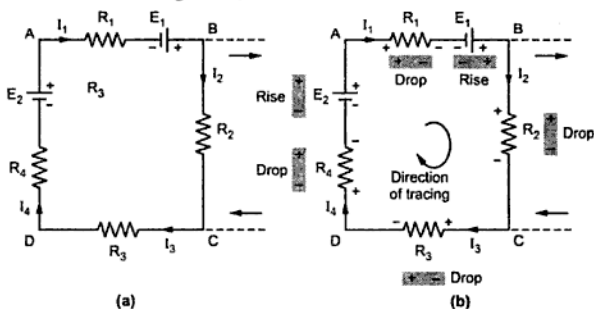 A I₁ R₁ E₁ B
- +
I₂
E₂ + -
R₃
R₂
Rise + -
Drop + -
R₄
I₄
D R₃ I₃ C
(a)
A I₁ R₁ E₁ B
+ - - +
+ - - +
Drop Rise
I₂
E₂ + -
+ R₂ -
+ - Drop
- R₄ +
Direction
of tracing
I₄
- +
D R₃ I₃ C
+ - Drop
(b)